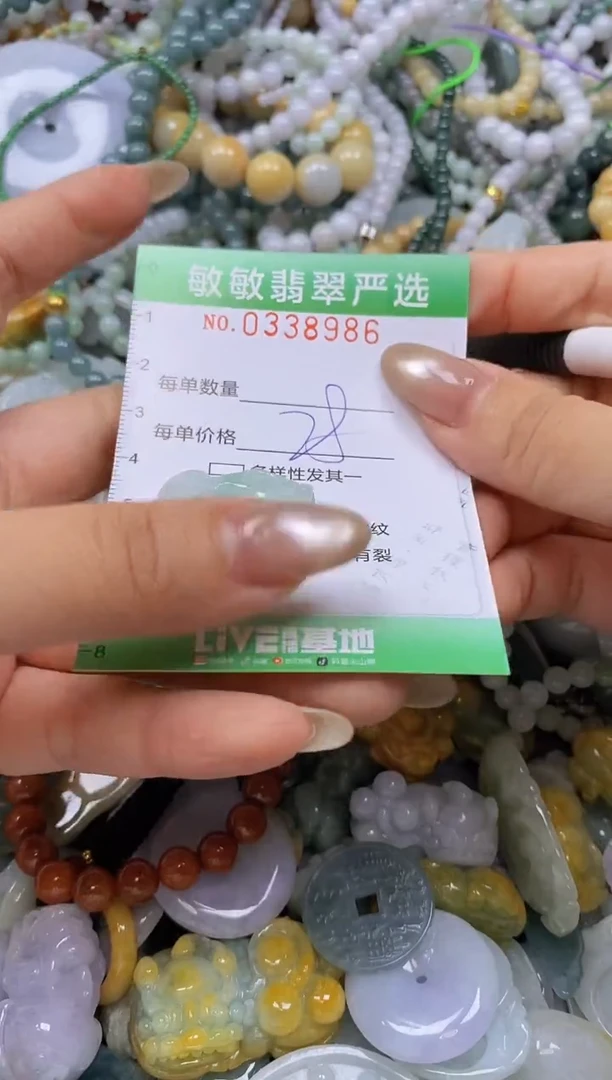 敏敏翡翠严选
NO.0338986
1
2
每单数量
3
每单价格 28
4
多样性发其一
纹
有裂
LIVE 基地
8